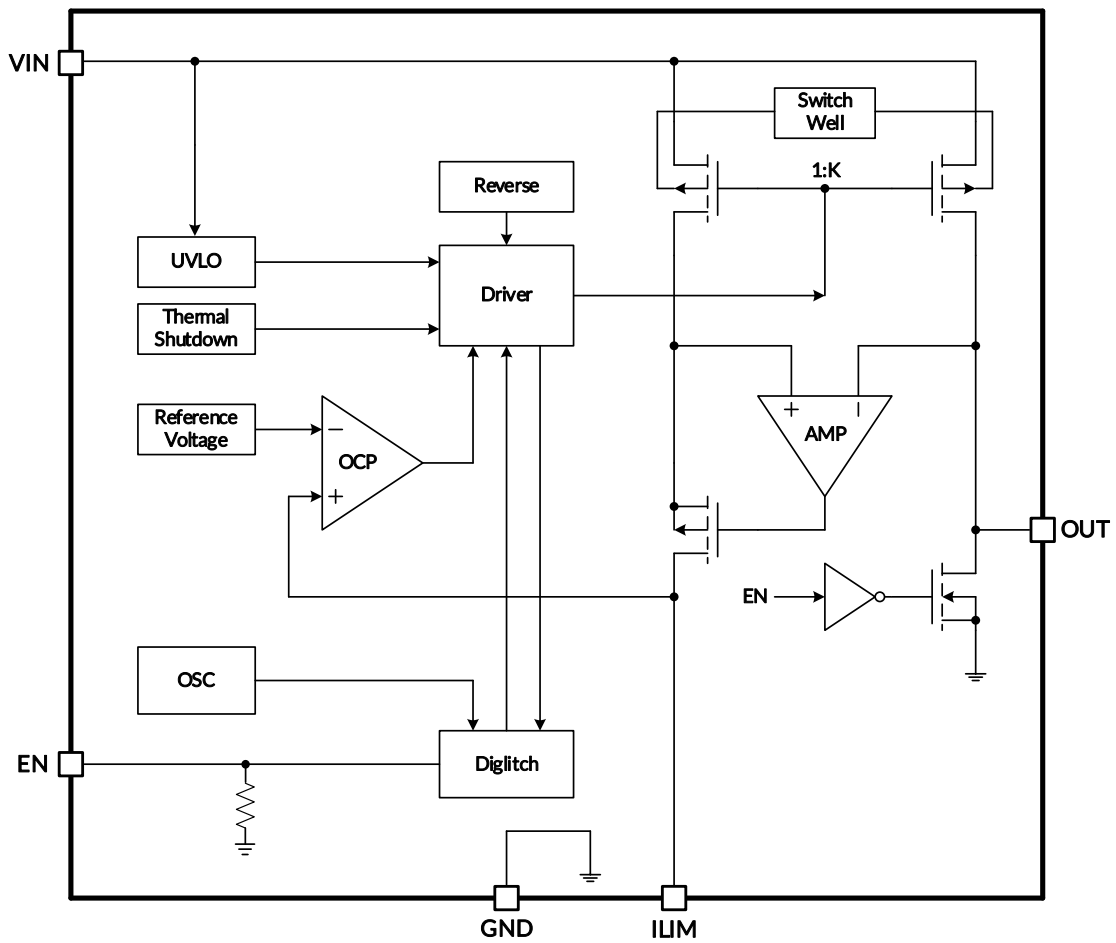 VIN
Switch
Well
1:K
Reverse
UVLO
Driver
Thermal
Shutdown
Reference
Voltage
−
OCP
+
+
−
AMP
OUT
EN
OSC
EN
Diglitch
GND
ILIM